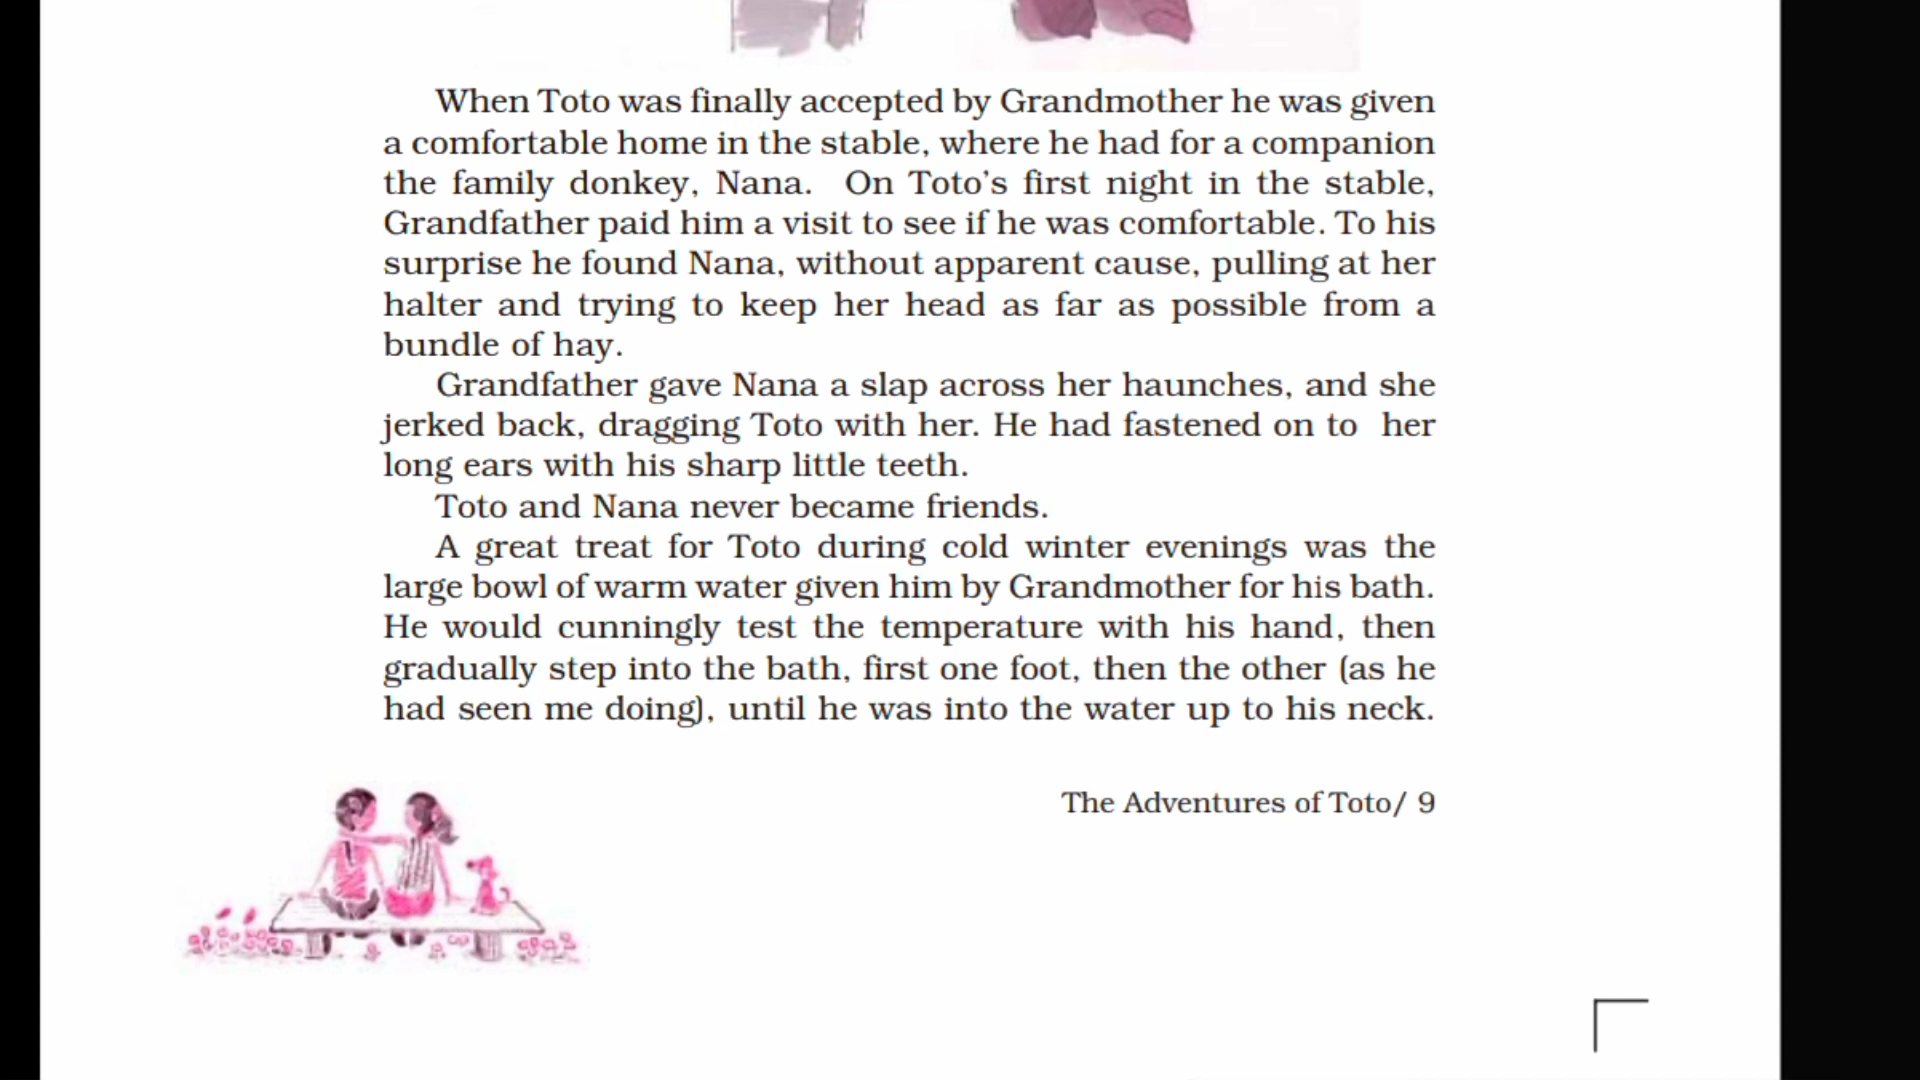 When Toto was finally accepted by Grandmother he was given
a comfortable home in the stable, where he had for a companion
the family donkey, Nana. On Toto’s first night in the stable,
Grandfather paid him a visit to see if he was comfortable. To his
surprise he found Nana, without apparent cause, pulling at her
halter and trying to keep her head as far as possible from a
bundle of hay.
Grandfather gave Nana a slap across her haunches, and she
jerked back, dragging Toto with her. He had fastened on to her
long ears with his sharp little teeth.
Toto and Nana never became friends.
A great treat for Toto during cold winter evenings was the
large bowl of warm water given him by Grandmother for his bath.
He would cunningly test the temperature with his hand, then
gradually step into the bath, first one foot, then the other (as he
had seen me doing), until he was into the water up to his neck.
The Adventures of Toto/ 9